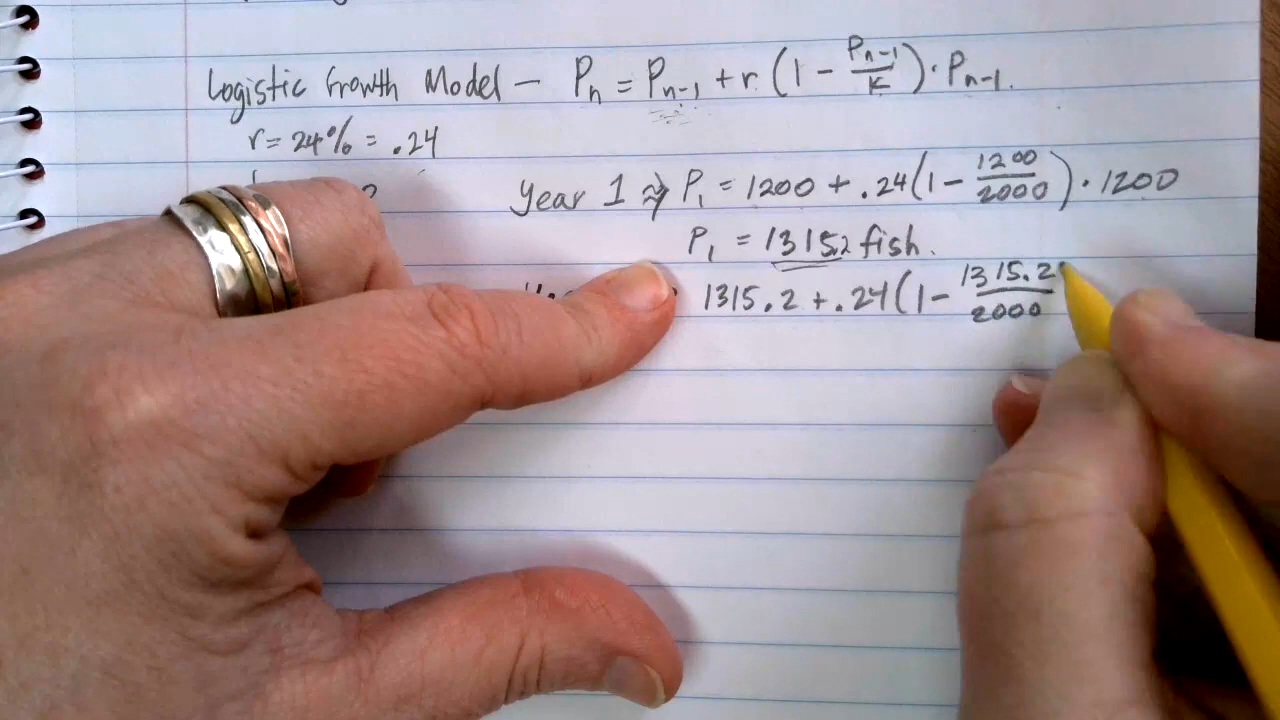 Logistic Growth Model – Pn = Pn-1 + r (1 - Pn-1/K) · Pn-1.
r = 24% = .24
Year 1 → P1 = 1200 + .24(1 - 1200/2000) · 1200
P1 = 1315.2 fish.
1315.2 + .24(1 - 1315.2/2000